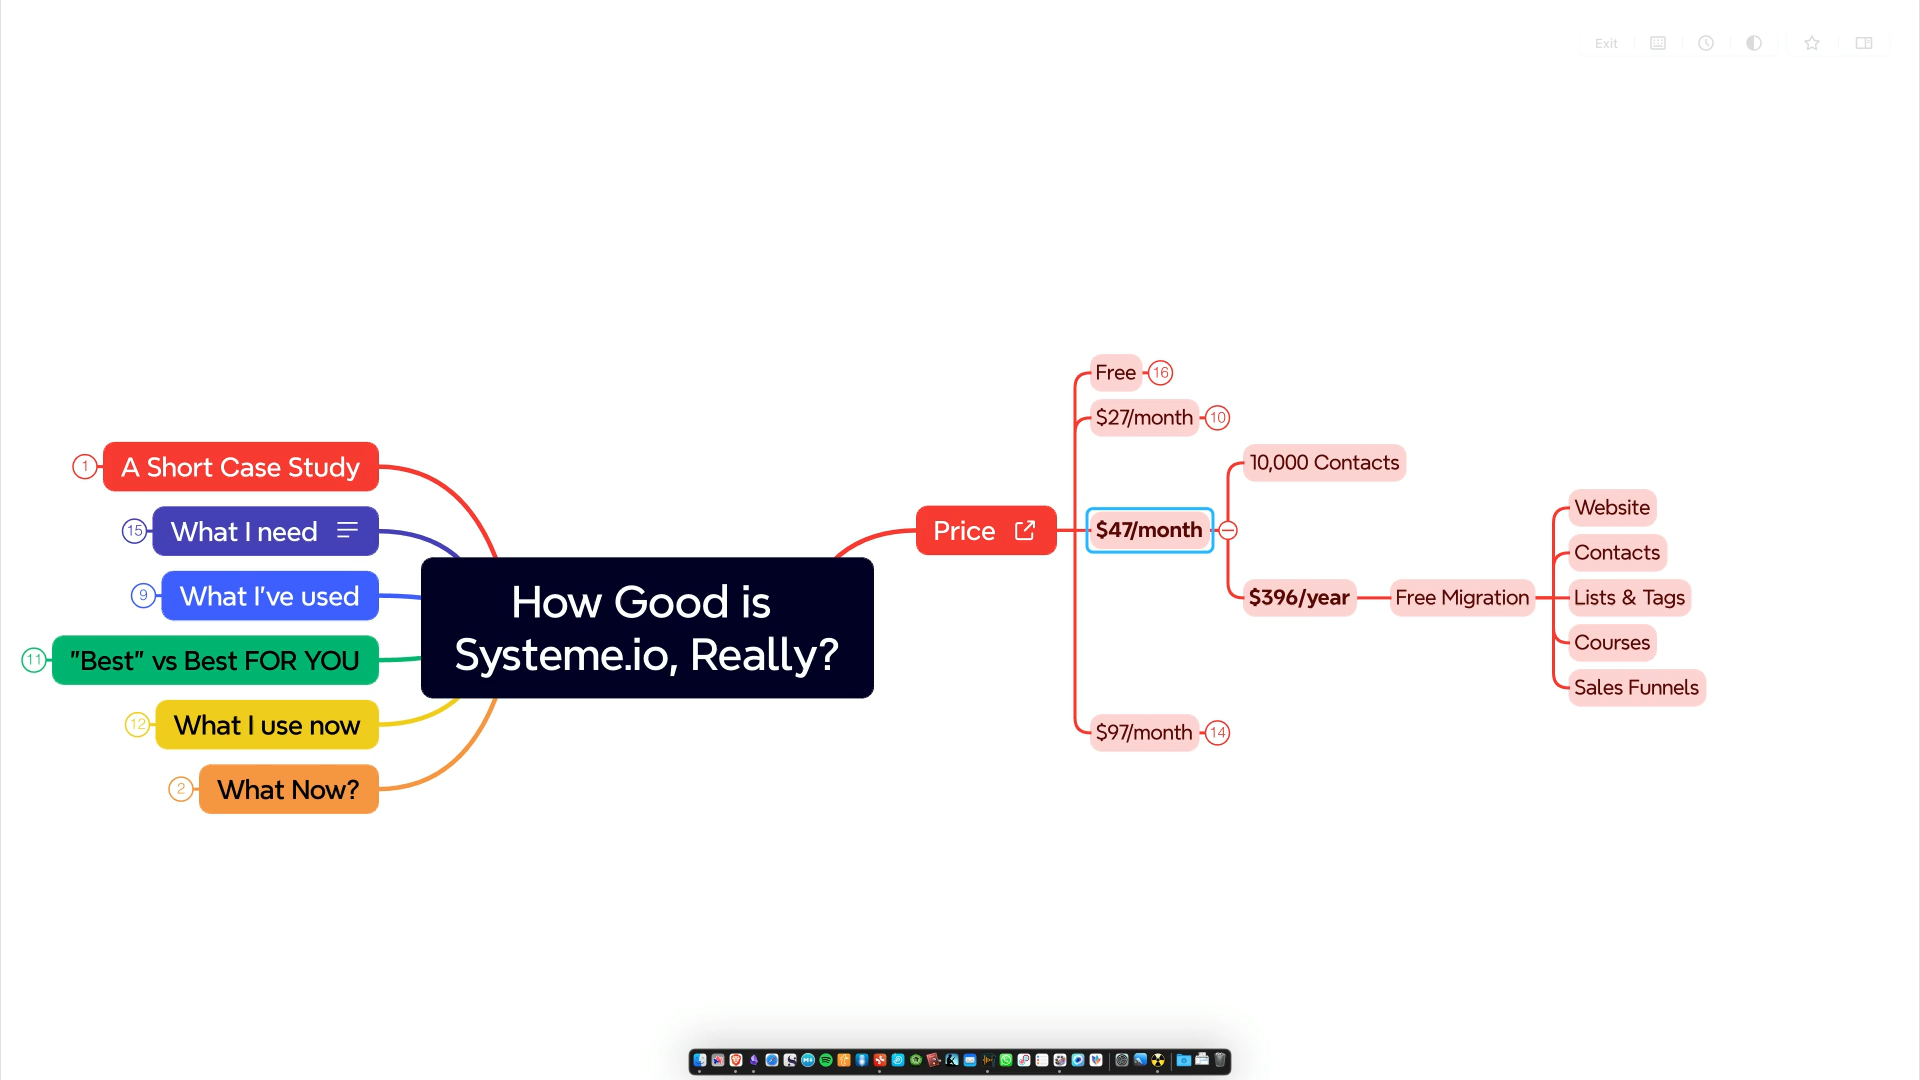 Exit
1 A Short Case Study
15 What I need
9 What I've used
11 "Best" vs Best FOR YOU
12 What I use now
2 What Now?
How Good is
Systeme.io, Really?
Price
Free 16
$27/month 10
$47/month
10,000 Contacts
$396/year
Free Migration
Website
Contacts
Lists & Tags
Courses
Sales Funnels
$97/month 14